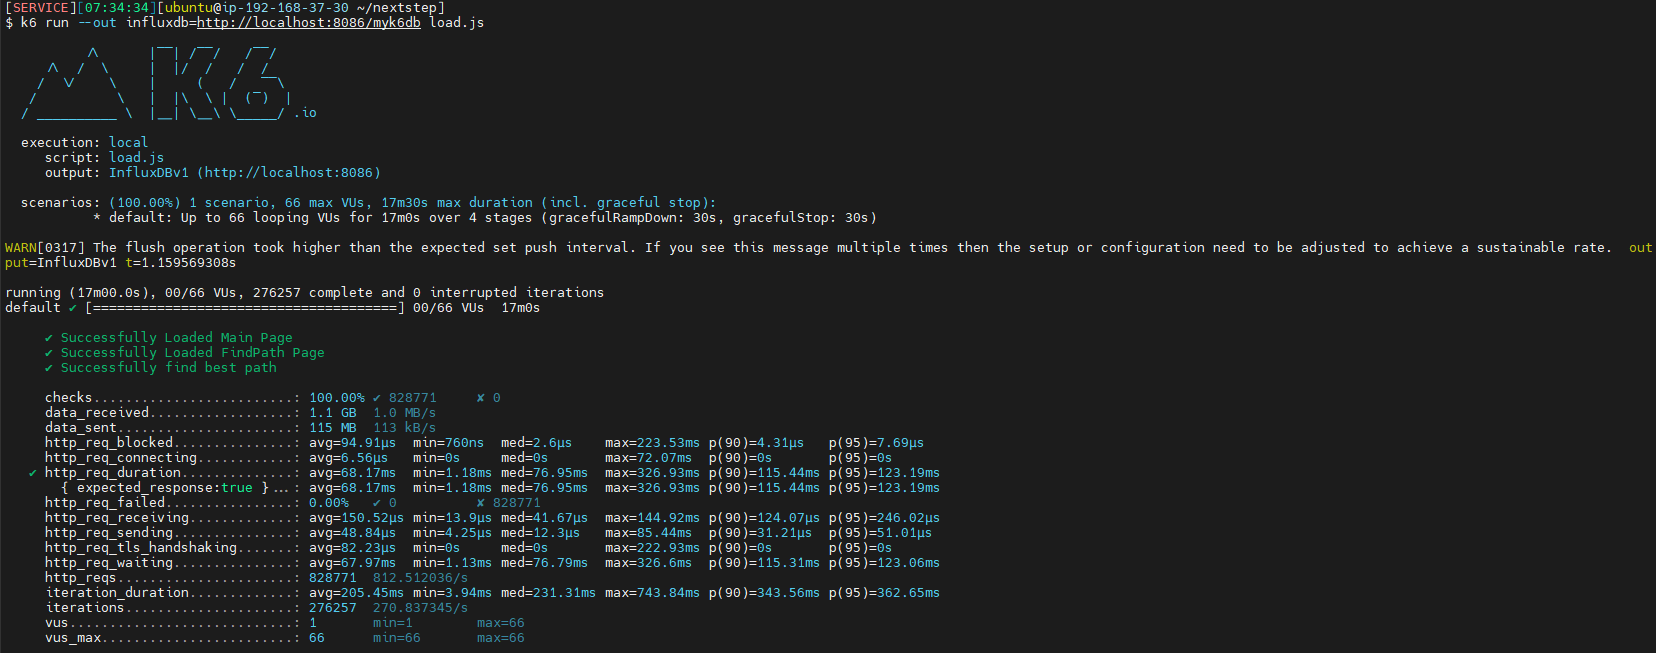 [SERVICE][07:34:34][ubuntu@ip-192-168-37-30 ~/nextstep]
$ k6 run --out influxdb=http://localhost:8086/myk6db load.js
          /\      |‾‾| /‾‾/   /‾‾/
     /\  /  \     |  |/  /   /  /
    /  \/    \    |     (   /   ‾‾\
   /          \   |  |\  \ |  (‾)  |
  / __________ \  |__| \__\ \_____/ .io
execution: local
script: load.js
output: InfluxDBv1 (http://localhost:8086)
scenarios: (100.00%) 1 scenario, 66 max VUs, 17m30s max duration (incl. graceful stop):
* default: Up to 66 looping VUs for 17m0s over 4 stages (gracefulRampDown: 30s, gracefulStop: 30s)
WARN[0317] The flush operation took higher than the expected set push interval. If you see this message multiple times then the setup or configuration need to be adjusted to achieve a sustainable rate.  out
put=InfluxDBv1 t=1.159569308s
running (17m00.0s), 00/66 VUs, 276257 complete and 0 interrupted iterations
default ✔ [======================================] 00/66 VUs  17m0s
✔ Successfully Loaded Main Page
✔ Successfully Loaded FindPath Page
✔ Successfully find best path
checks.........................: 100.00% ✔ 828771     ✘ 0
data_received..................: 1.1 GB  1.0 MB/s
data_sent......................: 115 MB  113 kB/s
http_req_blocked...............: avg=94.91µs  min=760ns  med=2.6µs    max=223.53ms p(90)=4.31µs   p(95)=7.69µs
http_req_connecting............: avg=6.56µs   min=0s     med=0s       max=72.07ms  p(90)=0s       p(95)=0s
✔ http_req_duration..............: avg=68.17ms  min=1.18ms med=76.95ms  max=326.93ms p(90)=115.44ms p(95)=123.19ms
{ expected_response:true }...: avg=68.17ms  min=1.18ms med=76.95ms  max=326.93ms p(90)=115.44ms p(95)=123.19ms
http_req_failed................: 0.00%   ✔ 0          ✘ 828771
http_req_receiving.............: avg=150.52µs min=13.9µs med=41.67µs  max=144.92ms p(90)=124.07µs p(95)=246.02µs
http_req_sending...............: avg=48.84µs  min=4.25µs med=12.3µs   max=85.44ms  p(90)=31.21µs  p(95)=51.01µs
http_req_tls_handshaking.......: avg=82.23µs  min=0s     med=0s       max=222.93ms p(90)=0s       p(95)=0s
http_req_waiting...............: avg=67.97ms  min=1.13ms med=76.79ms  max=326.6ms  p(90)=115.31ms p(95)=123.06ms
http_reqs......................: 828771  812.512036/s
iteration_duration.............: avg=205.45ms min=3.94ms med=231.31ms max=743.84ms p(90)=343.56ms p(95)=362.65ms
iterations.....................: 276257  270.837345/s
vus............................: 1       min=1        max=66
vus_max........................: 66      min=66       max=66